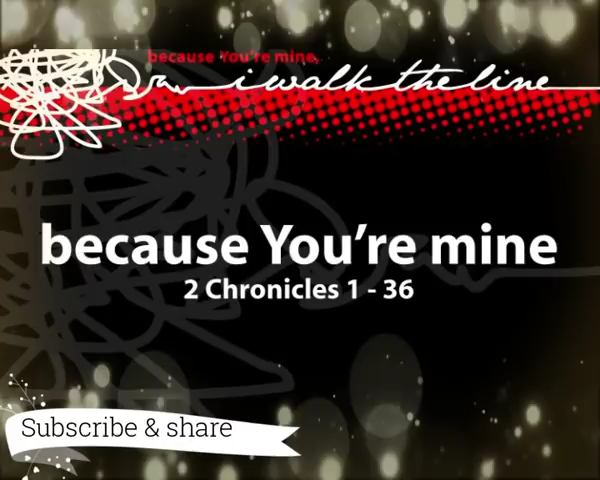 because You're mine,
i walk the line
because You’re mine
2 Chronicles 1 - 36
Subscribe & share